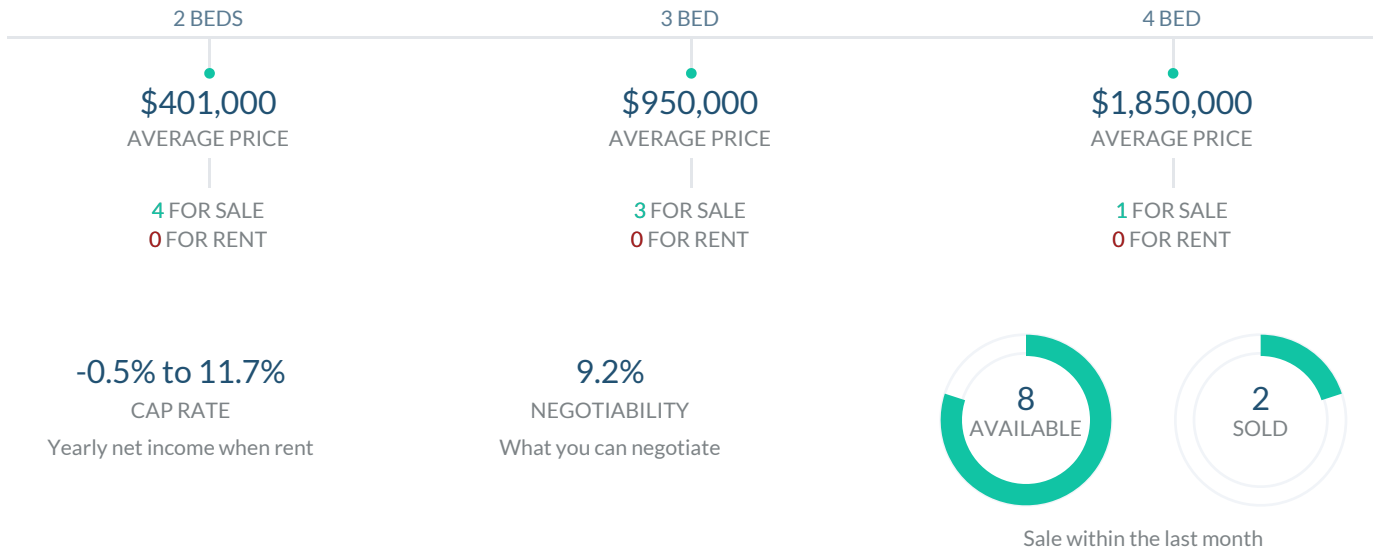 2 BEDS
$401,000
AVERAGE PRICE
4 FOR SALE
0 FOR RENT
3 BED
$950,000
AVERAGE PRICE
3 FOR SALE
0 FOR RENT
4 BED
$1,850,000
AVERAGE PRICE
1 FOR SALE
0 FOR RENT
-0.5% to 11.7%
CAP RATE
Yearly net income when rent
9.2%
NEGOTIABILITY
What you can negotiate
8
AVAILABLE
2
SOLD
Sale within the last month